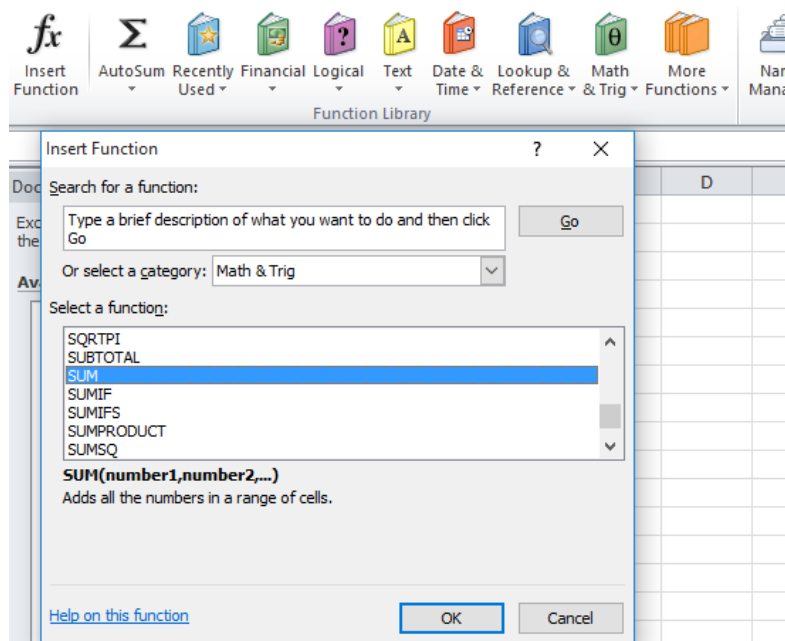 fx Σ ? A θ
Insert Function
AutoSum
Recently Used
Financial
Logical
Text
Date & Time
Lookup & Reference
Math & Trig
More Functions
Function Library
Insert Function ?
Search for a function:
Type a brief description of what you want to do and then click
Go
Go
Or select a category: Math & Trig
Select a function:
SQRTPI
SUBTOTAL
SUM
SUMIF
SUMIFS
SUMPRODUCT
SUMSQ
SUM(number1,number2,...)
Adds all the numbers in a range of cells.
Help on this function
OK
Cancel
D
Doc
Exc
the